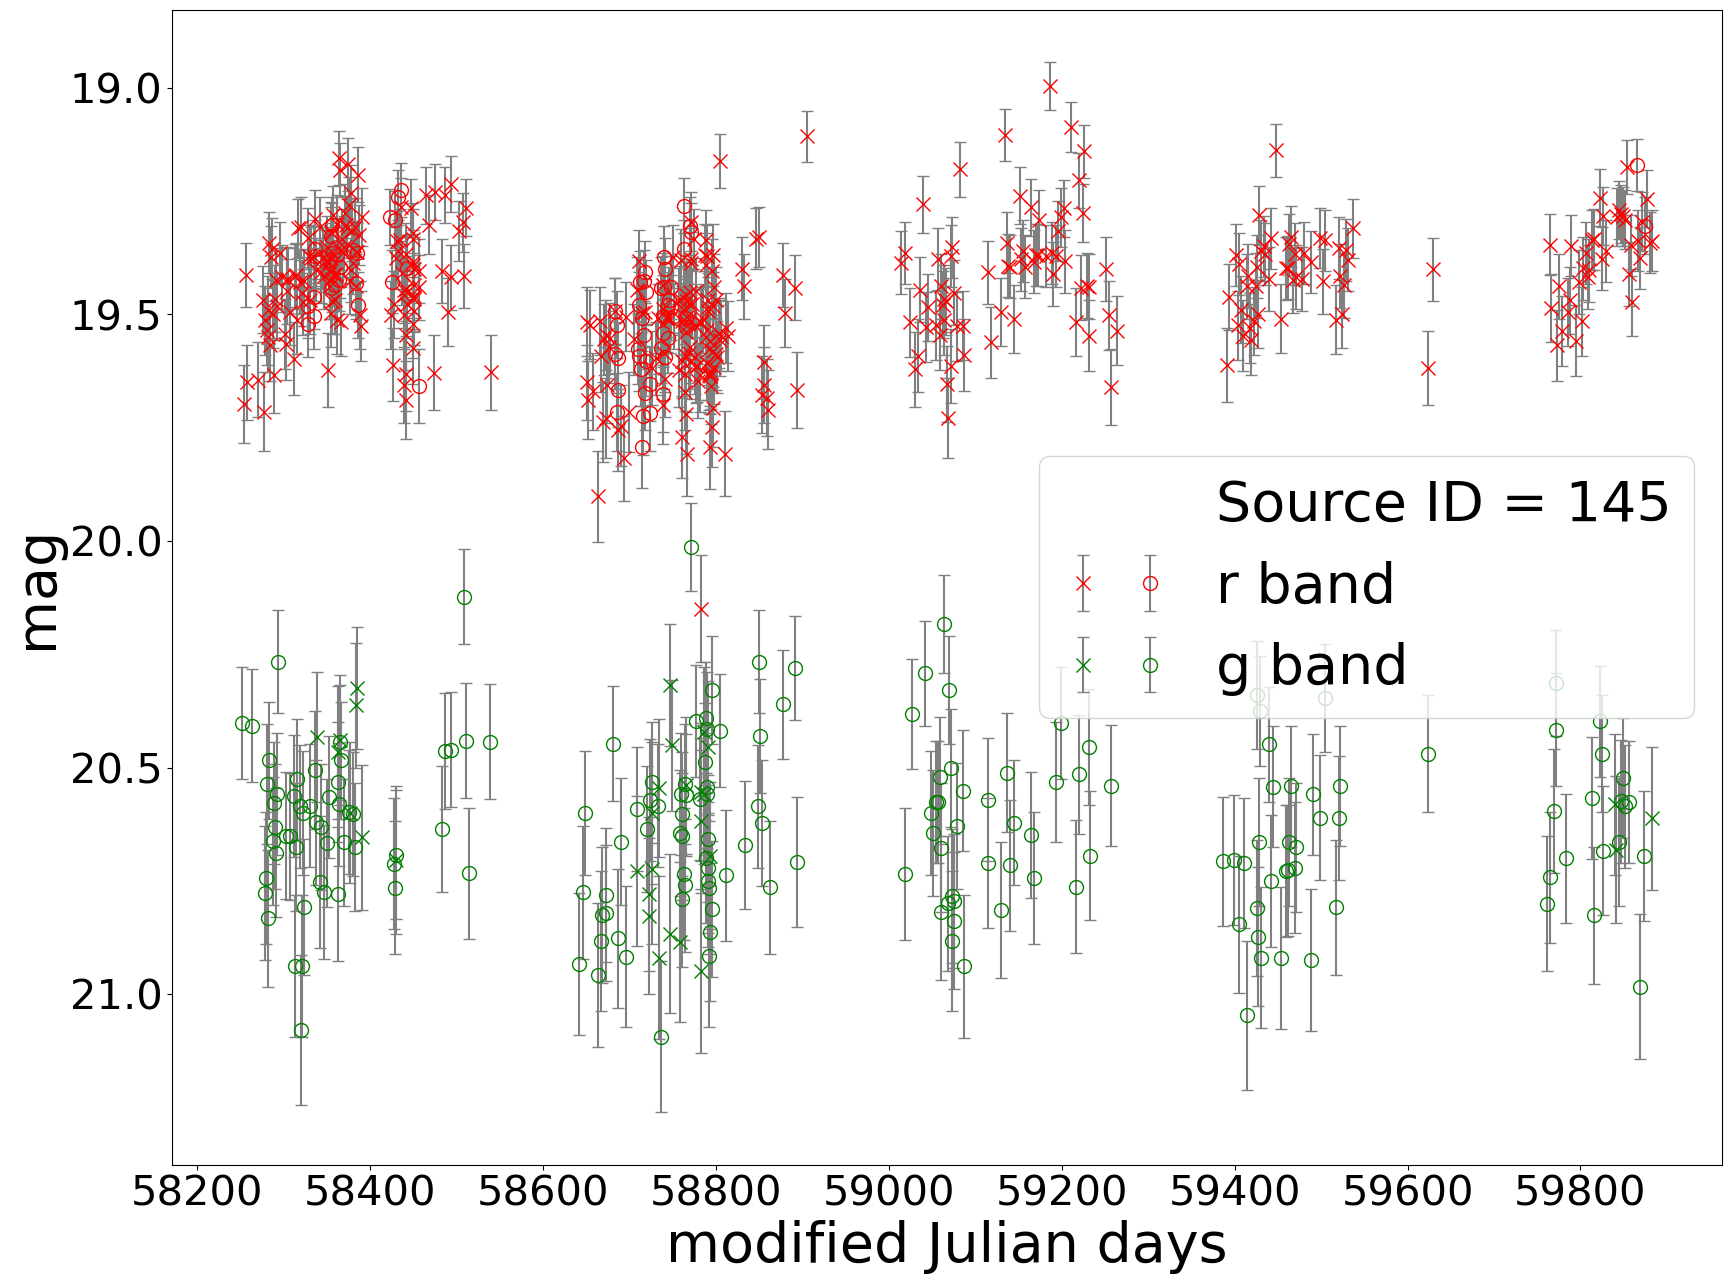 19.0
19.5
20.0
20.5
21.0
mag
Source ID = 145
r band
g band
58200 58400 58600 58800 59000 59200 59400 59600 59800
modified Julian days